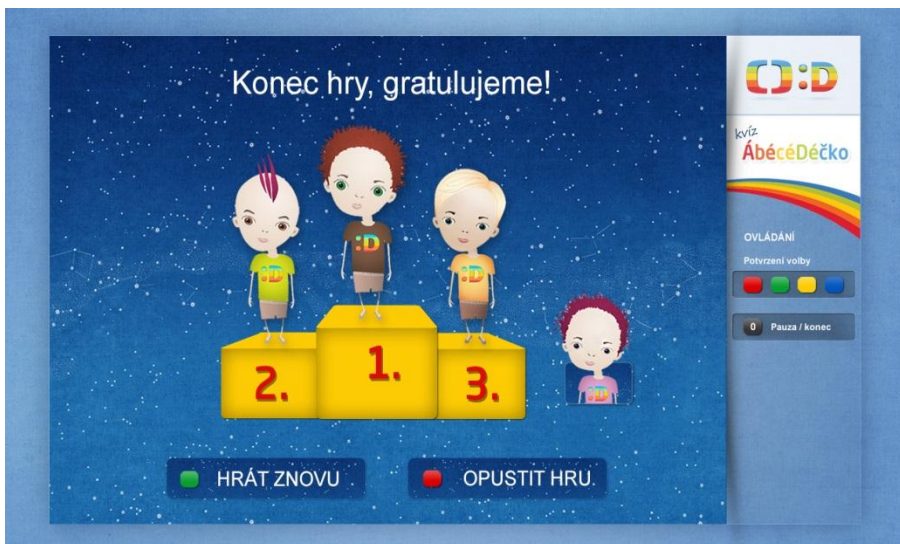 Konec hry, gratulujeme!
:D
:D
:D
2.
1.
3.
:D
HRÁT ZNOVU
OPUSTIT HRU
:D
kvíz
ÁbécéDéčko
OVLÁDÁNÍ
Potvrzení volby
0 Pauza / konec